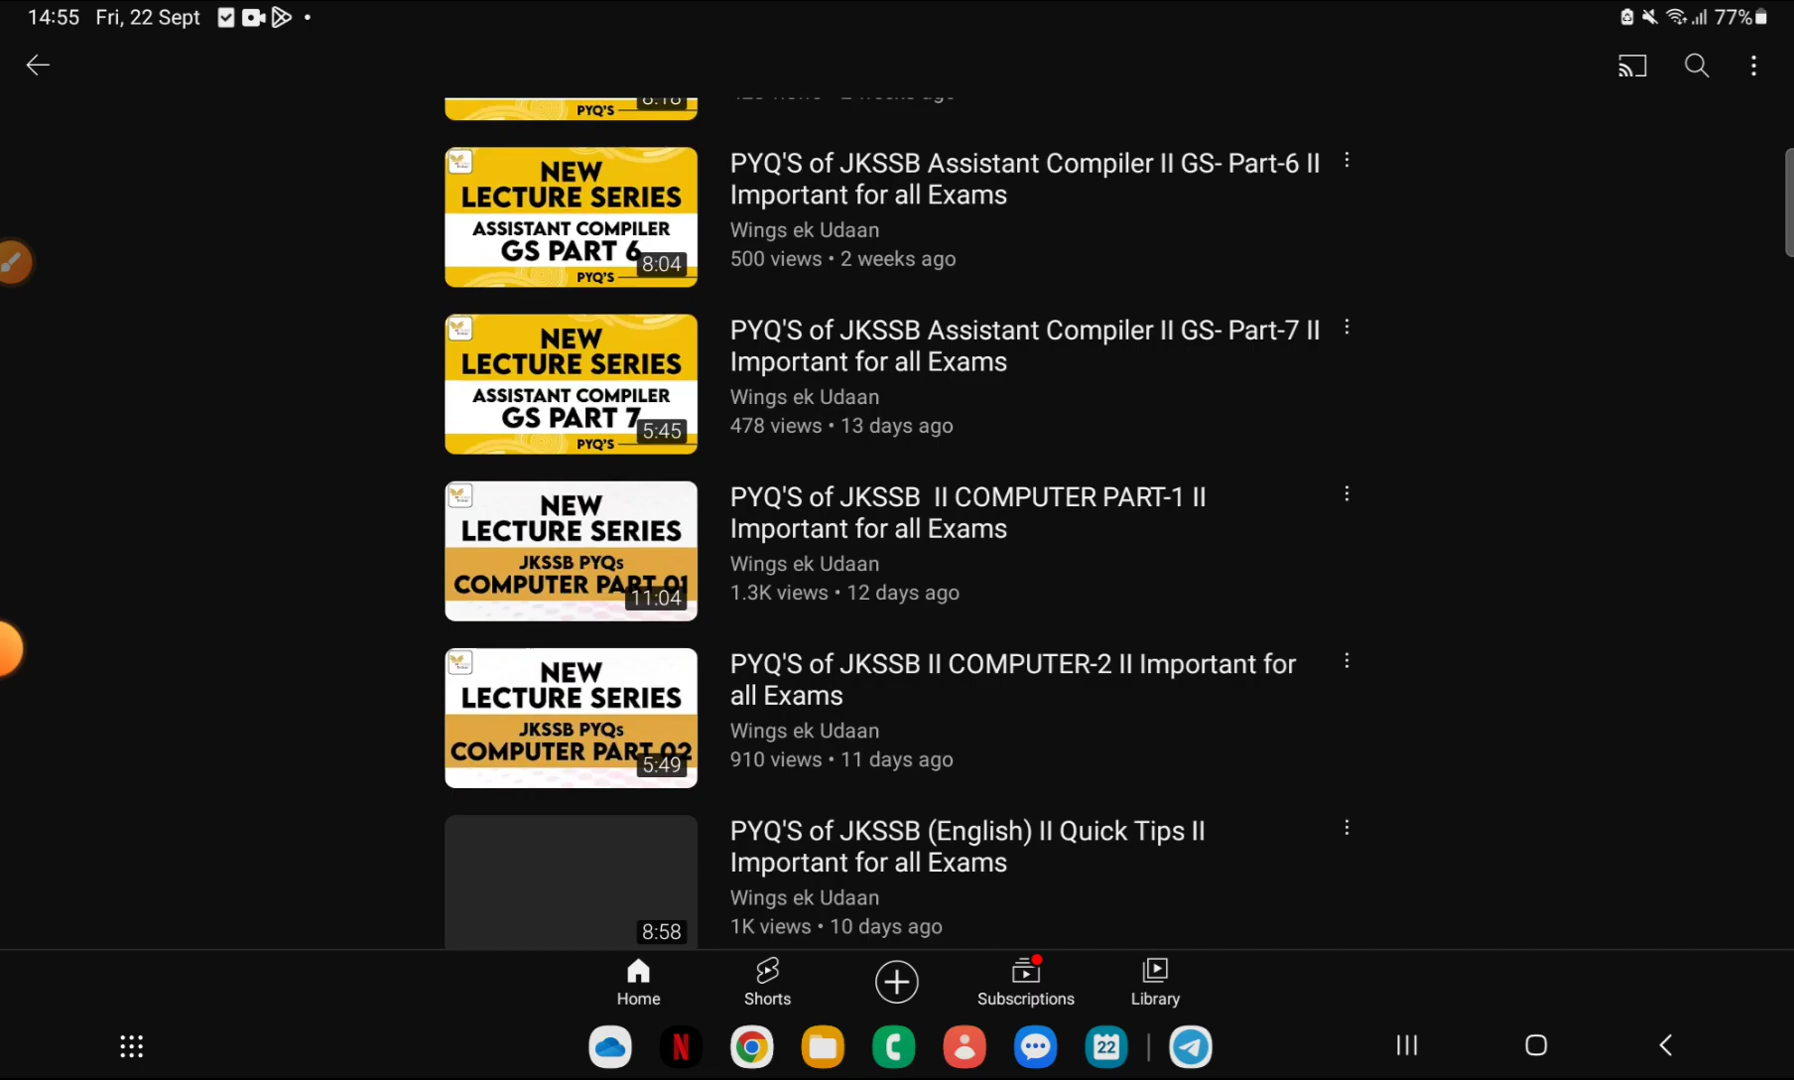 14:55 Fri, 22 Sept
77%
8:18
PYQ'S
NEW
LECTURE SERIES
ASSISTANT COMPILER
GS PART 6
8:04
PYQ'S
PYQ'S of JKSSB Assistant Compiler II GS- Part-6 II
Important for all Exams
Wings ek Udaan
500 views • 2 weeks ago
NEW
LECTURE SERIES
ASSISTANT COMPILER
GS PART 7
5:45
PYQ'S
PYQ'S of JKSSB Assistant Compiler II GS- Part-7 II
Important for all Exams
Wings ek Udaan
478 views • 13 days ago
NEW
LECTURE SERIES
JKSSB PYQs
COMPUTER PART 01
11:04
PYQ'S of JKSSB  II COMPUTER PART-1 II
Important for all Exams
Wings ek Udaan
1.3K views • 12 days ago
NEW
LECTURE SERIES
JKSSB PYQs
COMPUTER PART 02
5:49
PYQ'S of JKSSB II COMPUTER-2 II Important for
all Exams
Wings ek Udaan
910 views • 11 days ago
8:58
PYQ'S of JKSSB (English) II Quick Tips II
Important for all Exams
Wings ek Udaan
1K views • 10 days ago
Home
Shorts
Subscriptions
Library
N
22